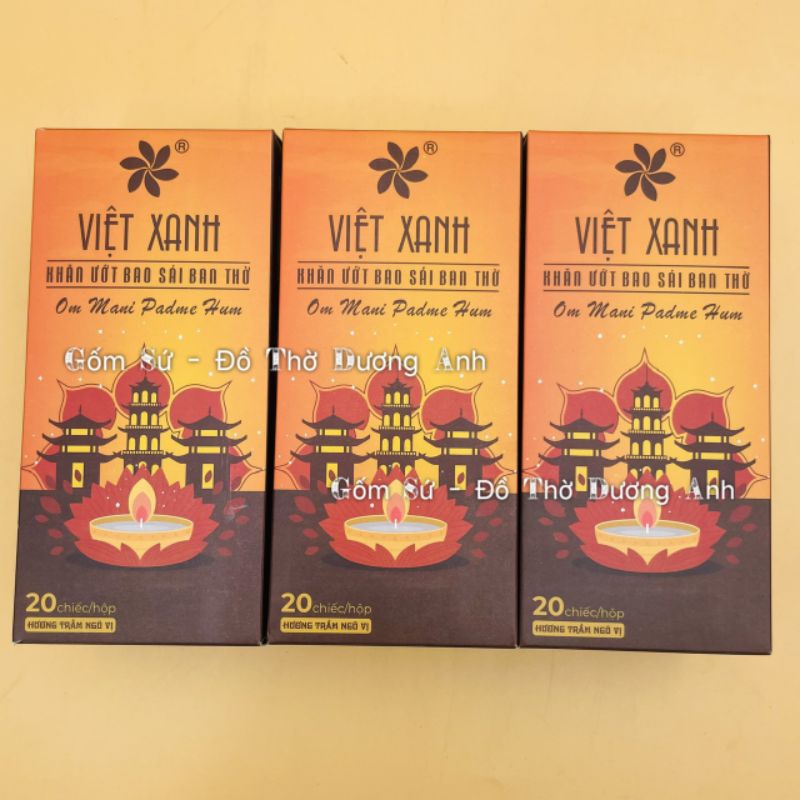 ®
VIỆT XANH
KHĂN ƯỚT BAO SÁI BAN THỜ
Om Mani Padme Hum
20 chiếc/hộp
HƯƠNG TRẦM NGŨ VỊ
®
VIỆT XANH
KHĂN ƯỚT BAO SÁI BAN THỜ
Om Mani Padme Hum
20 chiếc/hộp
HƯƠNG TRẦM NGŨ VỊ
®
VIỆT XANH
KHĂN ƯỚT BAO SÁI BAN THỜ
Om Mani Padme Hum
20 chiếc/hộp
HƯƠNG TRẦM NGŨ VỊ
Gốm Sứ - Đồ Thờ Dương Anh
Gốm Sứ - Đồ Thờ Dương Anh